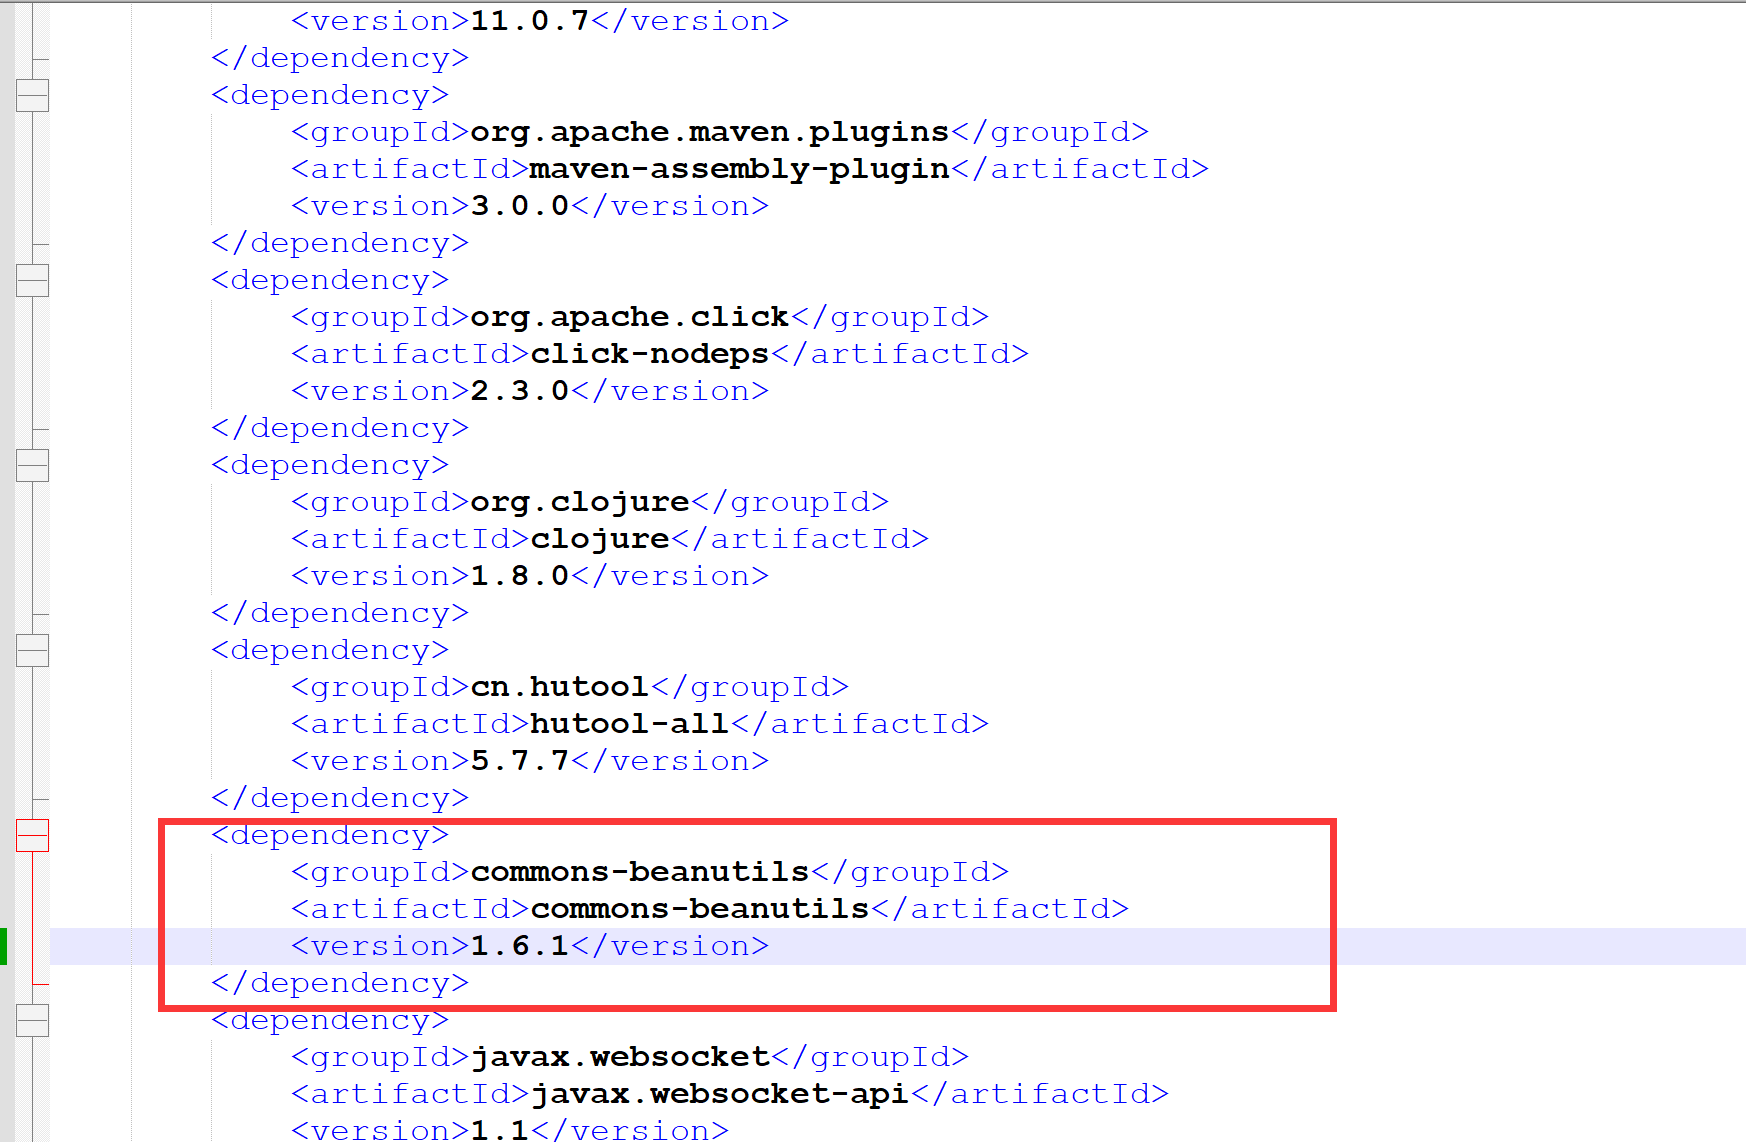 <version>11.0.7</version>
</dependency>
<dependency>
<groupId>org.apache.maven.plugins</groupId>
<artifactId>maven-assembly-plugin</artifactId>
<version>3.0.0</version>
</dependency>
<dependency>
<groupId>org.apache.click</groupId>
<artifactId>click-nodeps</artifactId>
<version>2.3.0</version>
</dependency>
<dependency>
<groupId>org.clojure</groupId>
<artifactId>clojure</artifactId>
<version>1.8.0</version>
</dependency>
<dependency>
<groupId>cn.hutool</groupId>
<artifactId>hutool-all</artifactId>
<version>5.7.7</version>
</dependency>
<dependency>
<groupId>commons-beanutils</groupId>
<artifactId>commons-beanutils</artifactId>
<version>1.6.1</version>
</dependency>
<dependency>
<groupId>javax.websocket</groupId>
<artifactId>javax.websocket-api</artifactId>
<version>1.1</version>